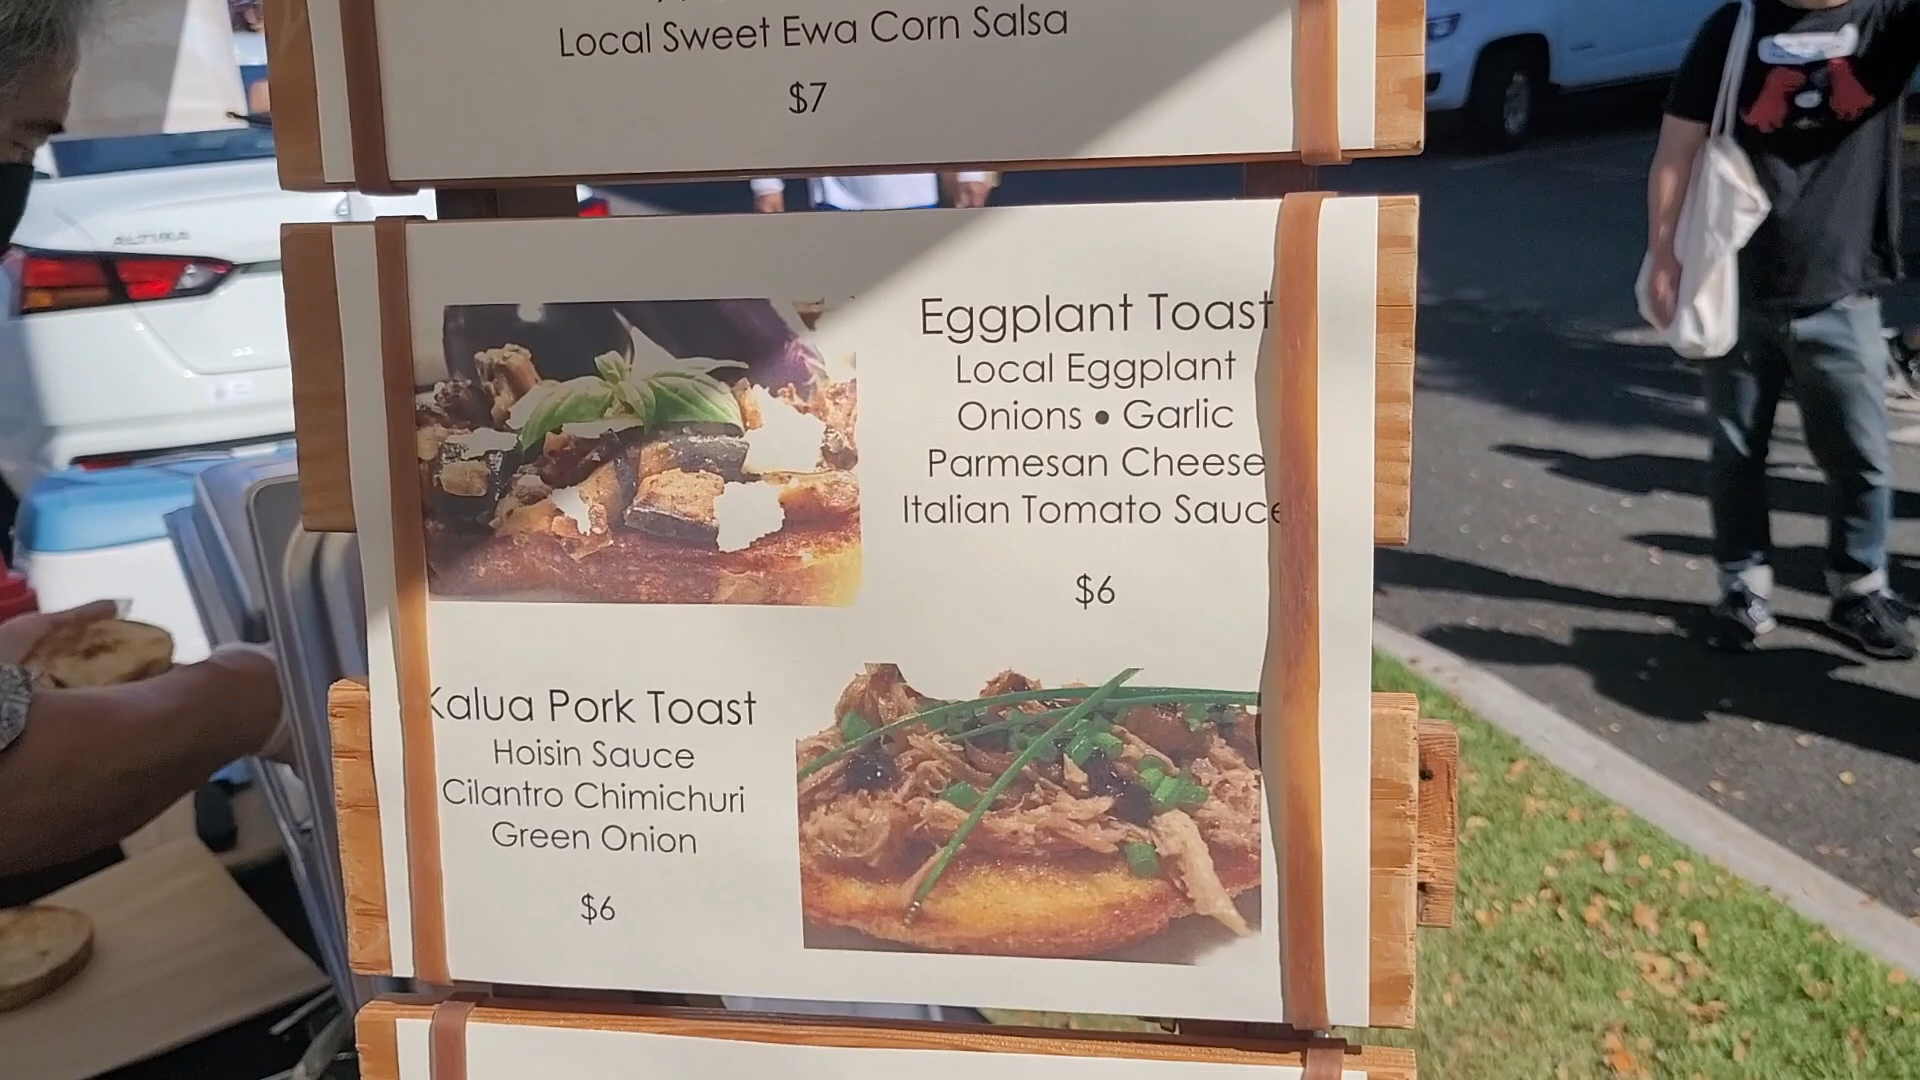 Local Sweet Ewa Corn Salsa
$7
ALTIMA
Eggplant Toast
Local Eggplant
Onions • Garlic
Parmesan Cheese
Italian Tomato Sauce
$6
Kalua Pork Toast
Hoisin Sauce
Cilantro Chimichuri
Green Onion
$6